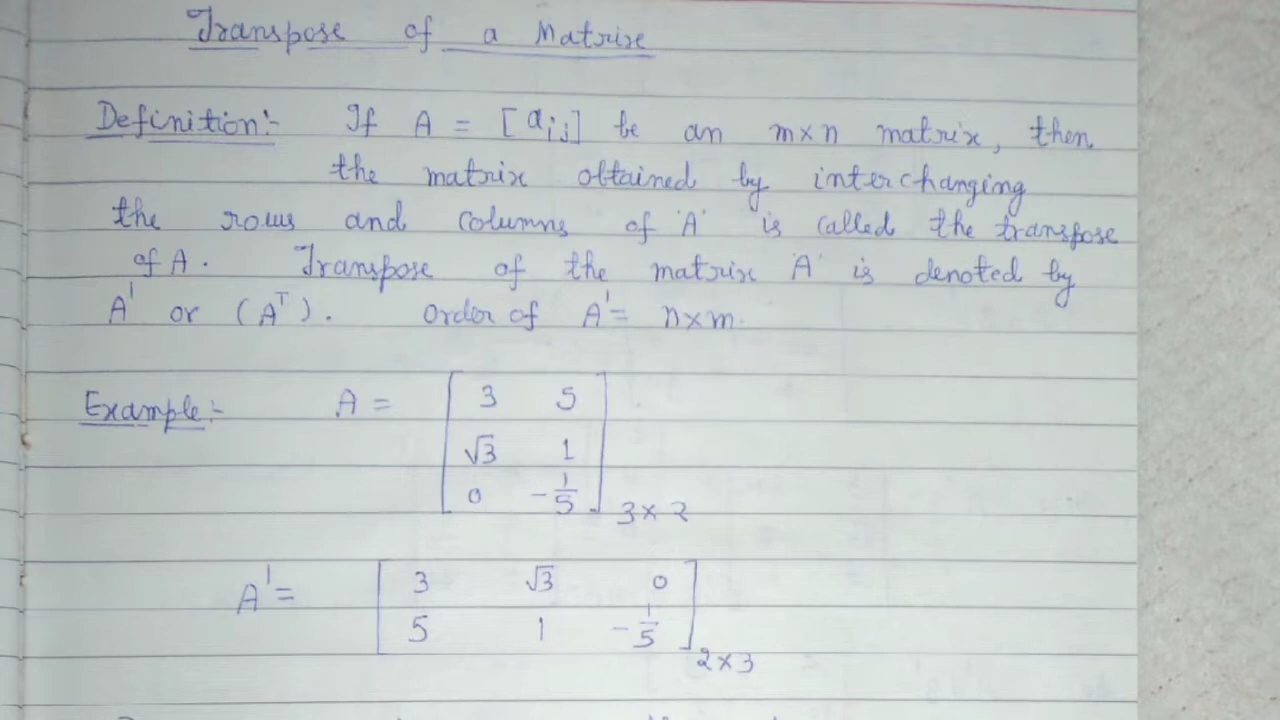 Transpose of a Matrix
Definition:- If A = [aij] be an m×n matrix, then
the matrix obtained by interchanging
the rows and columns of 'A' is called the transpose
of A. Transpose of the matrix 'A' is denoted by
A' or (Aᵀ). Order of A' = n×m.
Example:- A = [ 3 5
√3 1
0 -1/5 ] 3×2
A' = [ 3 √3 0
5 1 -1/5 ] 2×3